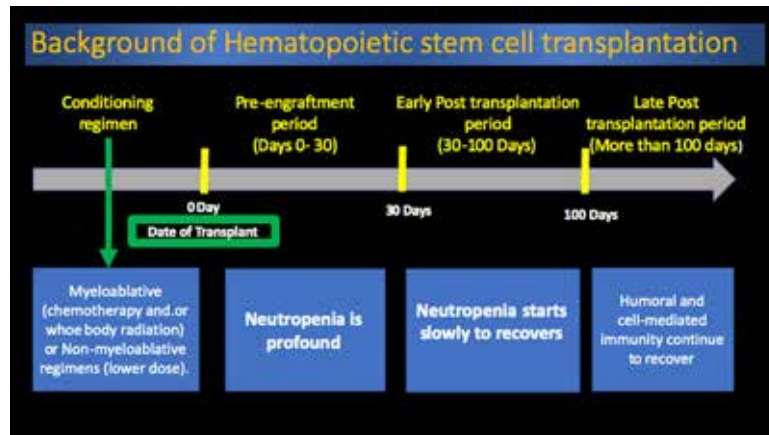 Background of Hematopoietic stem cell transplantation
Conditioning
regimen
Pre-engraftment
period
(Days 0- 30)
Early Post transplantation
period
(30-100 Days)
Late Post
transplantation period
(More than 100 days)
0 Day
Date of Transplant
30 Days
100 Days
Myeloablative
(chemotherapy and.or
whoe body radiation)
or Non-myeloablative
regimens (lower dose).
Neutropenia is
profound
Neutropenia starts
slowly to recovers
Humoral and
cell-mediated
immunity continue
to recover